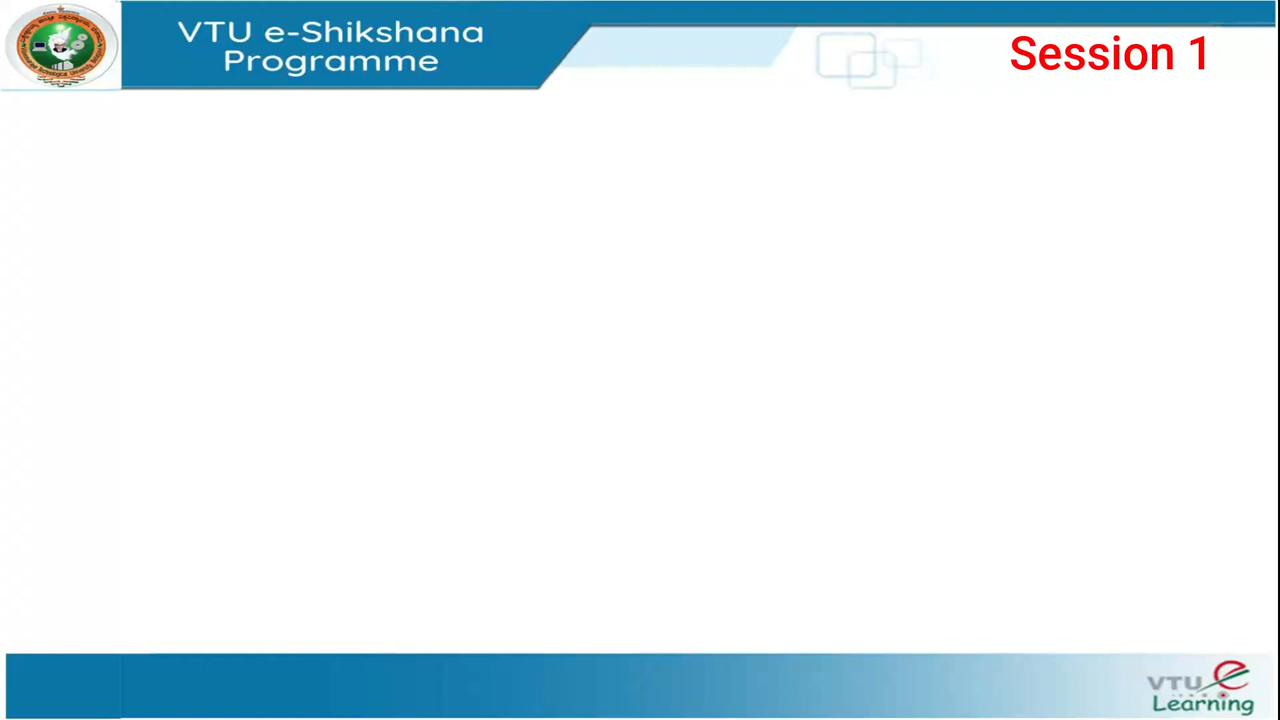 VTU e-Shikshana
Programme
Session 1
VTU e
Learning